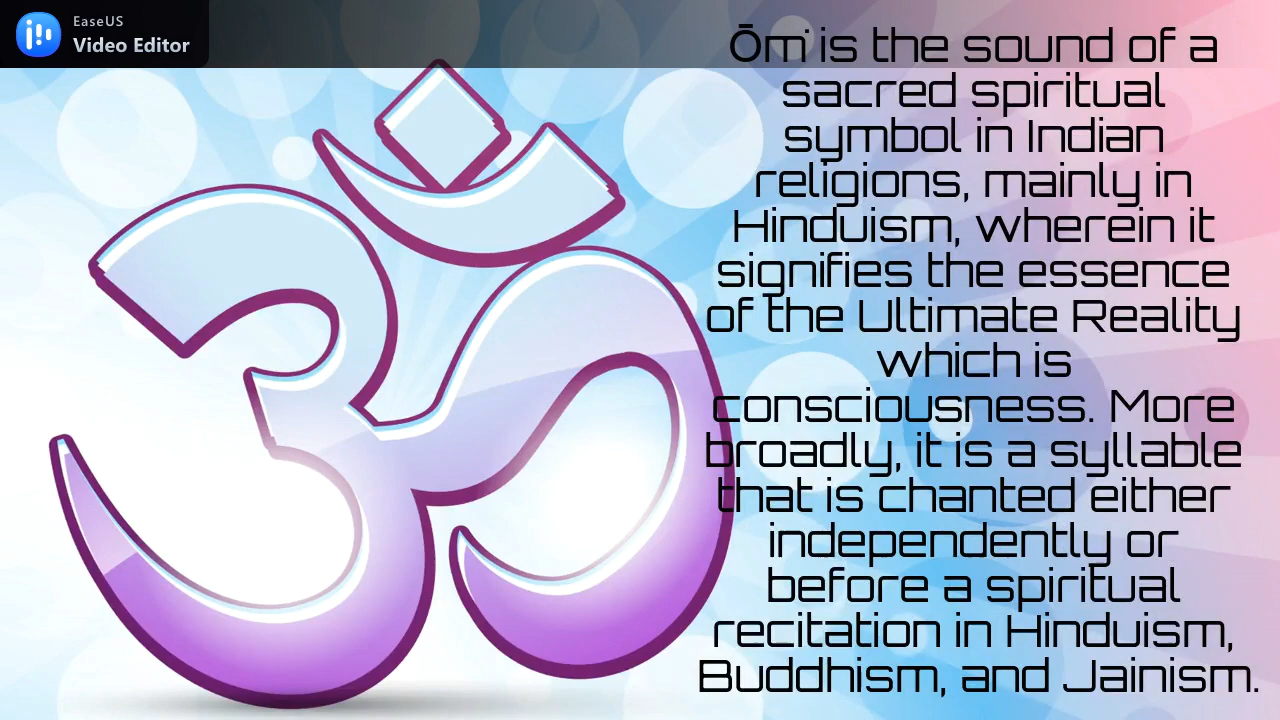 EaseUS
Video Editor
Ōm is the sound of a
sacred spiritual
symbol in Indian
religions, mainly in
Hinduism, wherein it
signifies the essence
of the Ultimate Reality
which is
consciousness. More
broadly, it is a syllable
that is chanted either
independently or
before a spiritual
recitation in Hinduism,
Buddhism, and Jainism.
ॐ